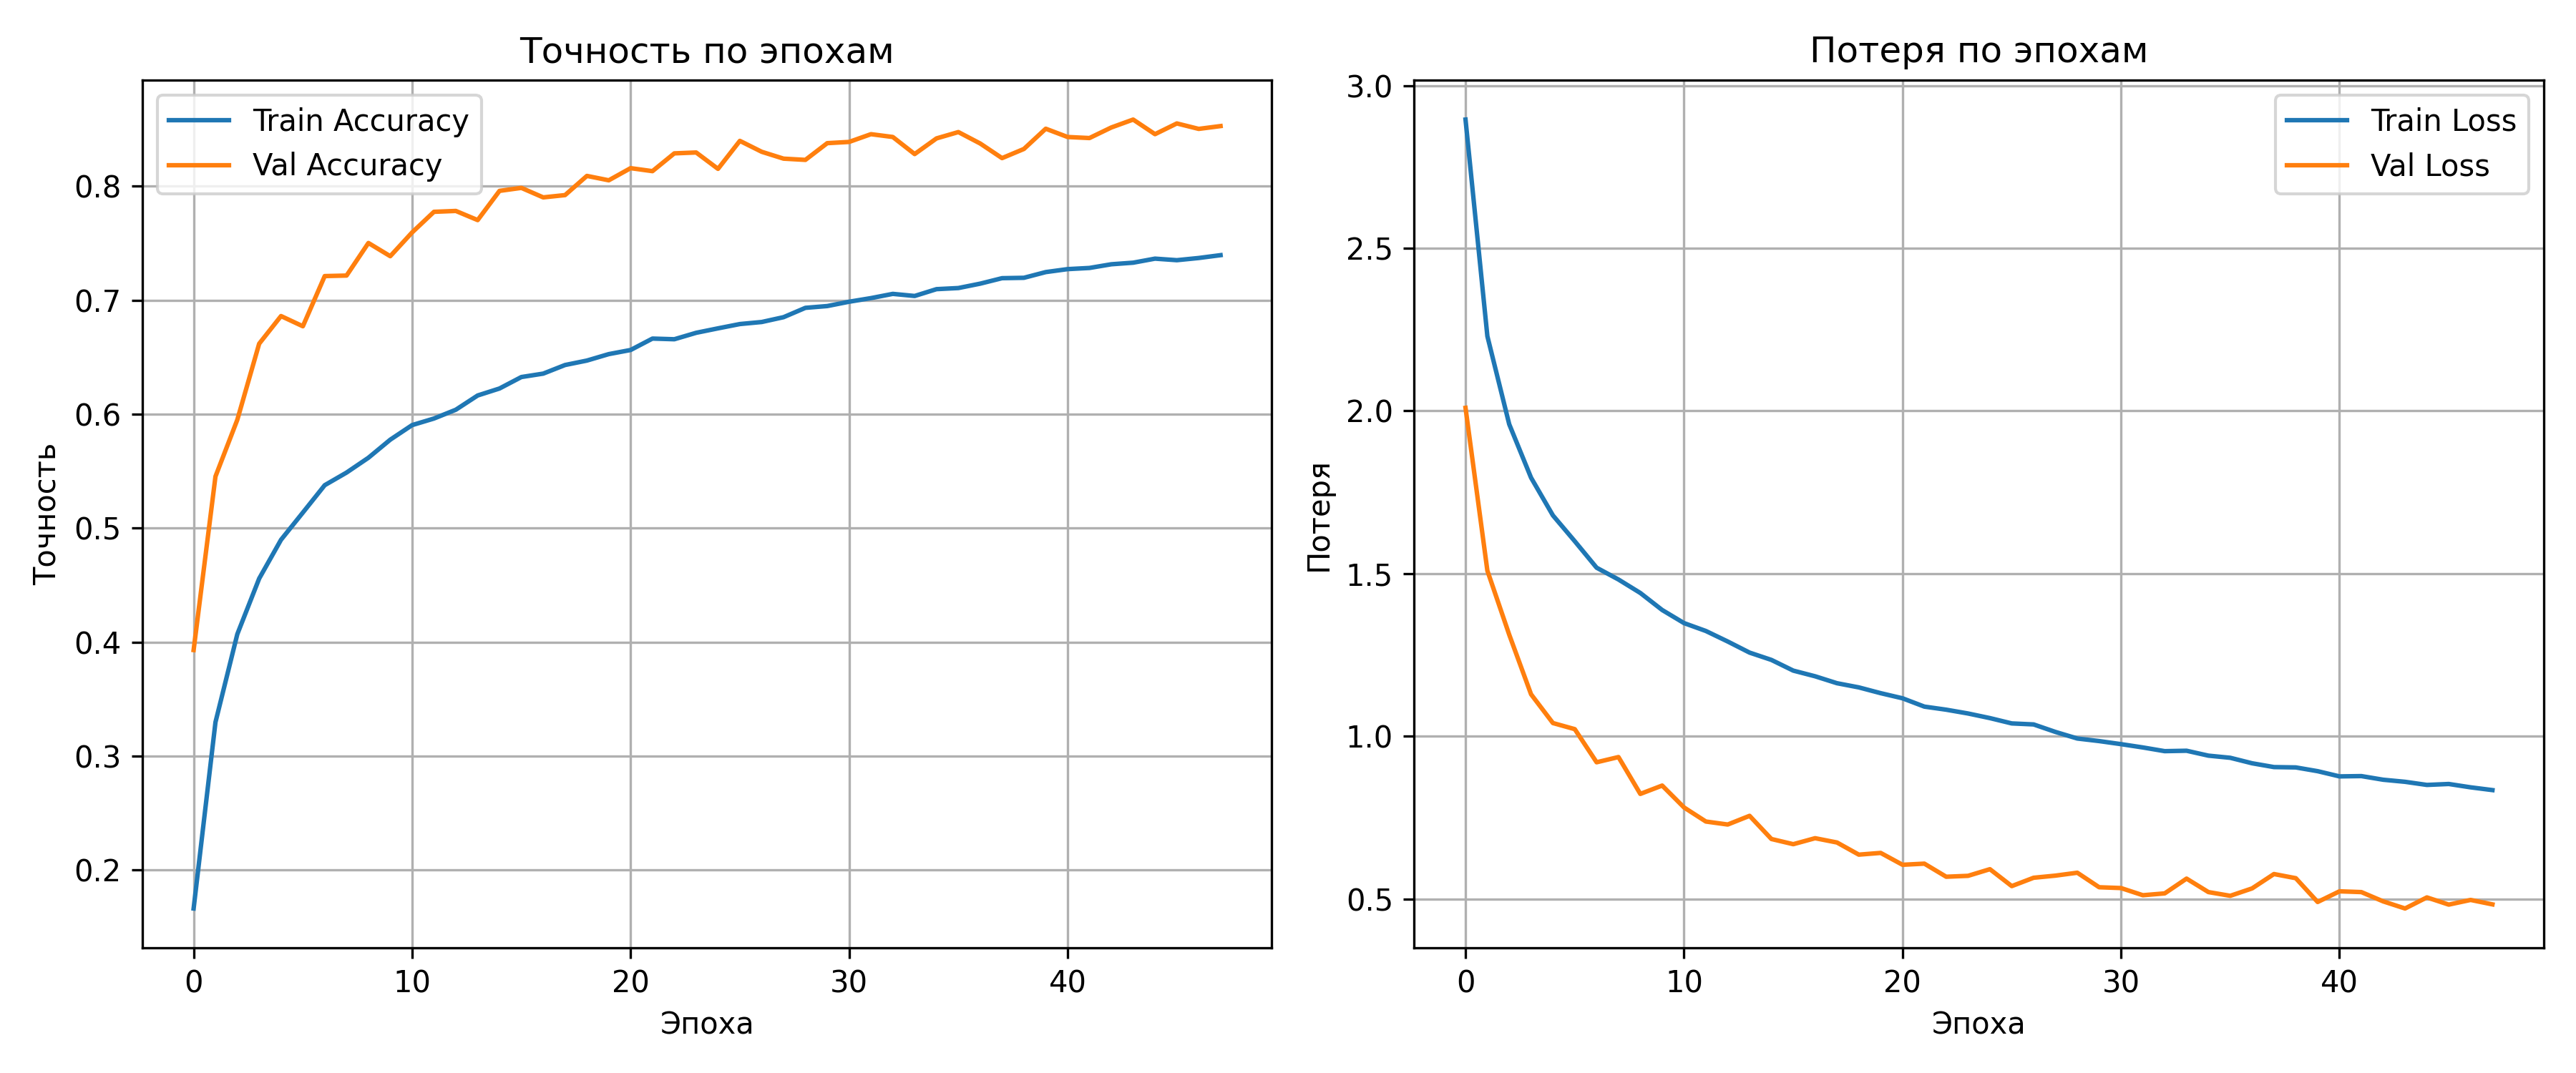 Точность по эпохам
Train Accuracy
Val Accuracy
0.8
0.7
0.6
0.5
0.4
0.3
0.2
Точность
0
10
20
30
40
Эпоха
Потеря по эпохам
Train Loss
Val Loss
3.0
2.5
2.0
1.5
1.0
0.5
Потеря
0
10
20
30
40
Эпоха